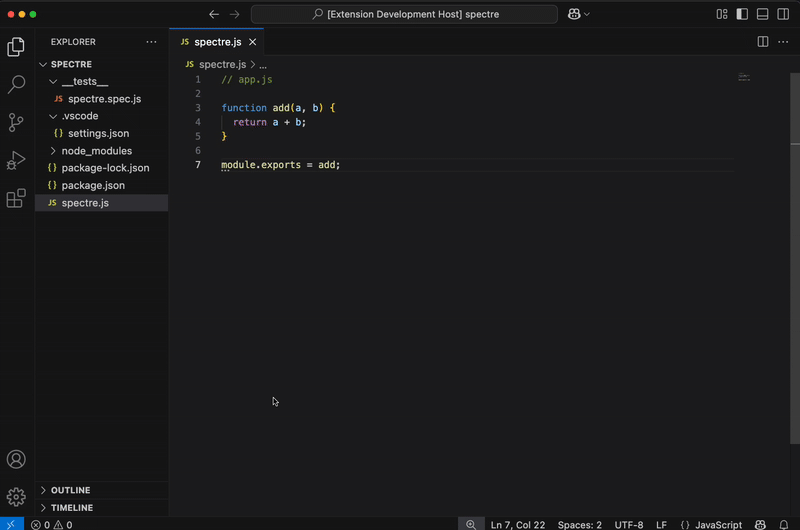 [Extension Development Host] spectre
EXPLORER
SPECTRE
__tests__
JS spectre.spec.js
.vscode
{} settings.json
node_modules
{} package-lock.json
{} package.json
JS spectre.js
OUTLINE
TIMELINE
JS spectre.js
JS spectre.js > ...
1 // app.js
2
3 function add(a, b) {
4 return a + b;
5 }
6
7 module.exports = add;
0 0
Ln 7, Col 22 Spaces: 2 UTF-8 LF {} JavaScript